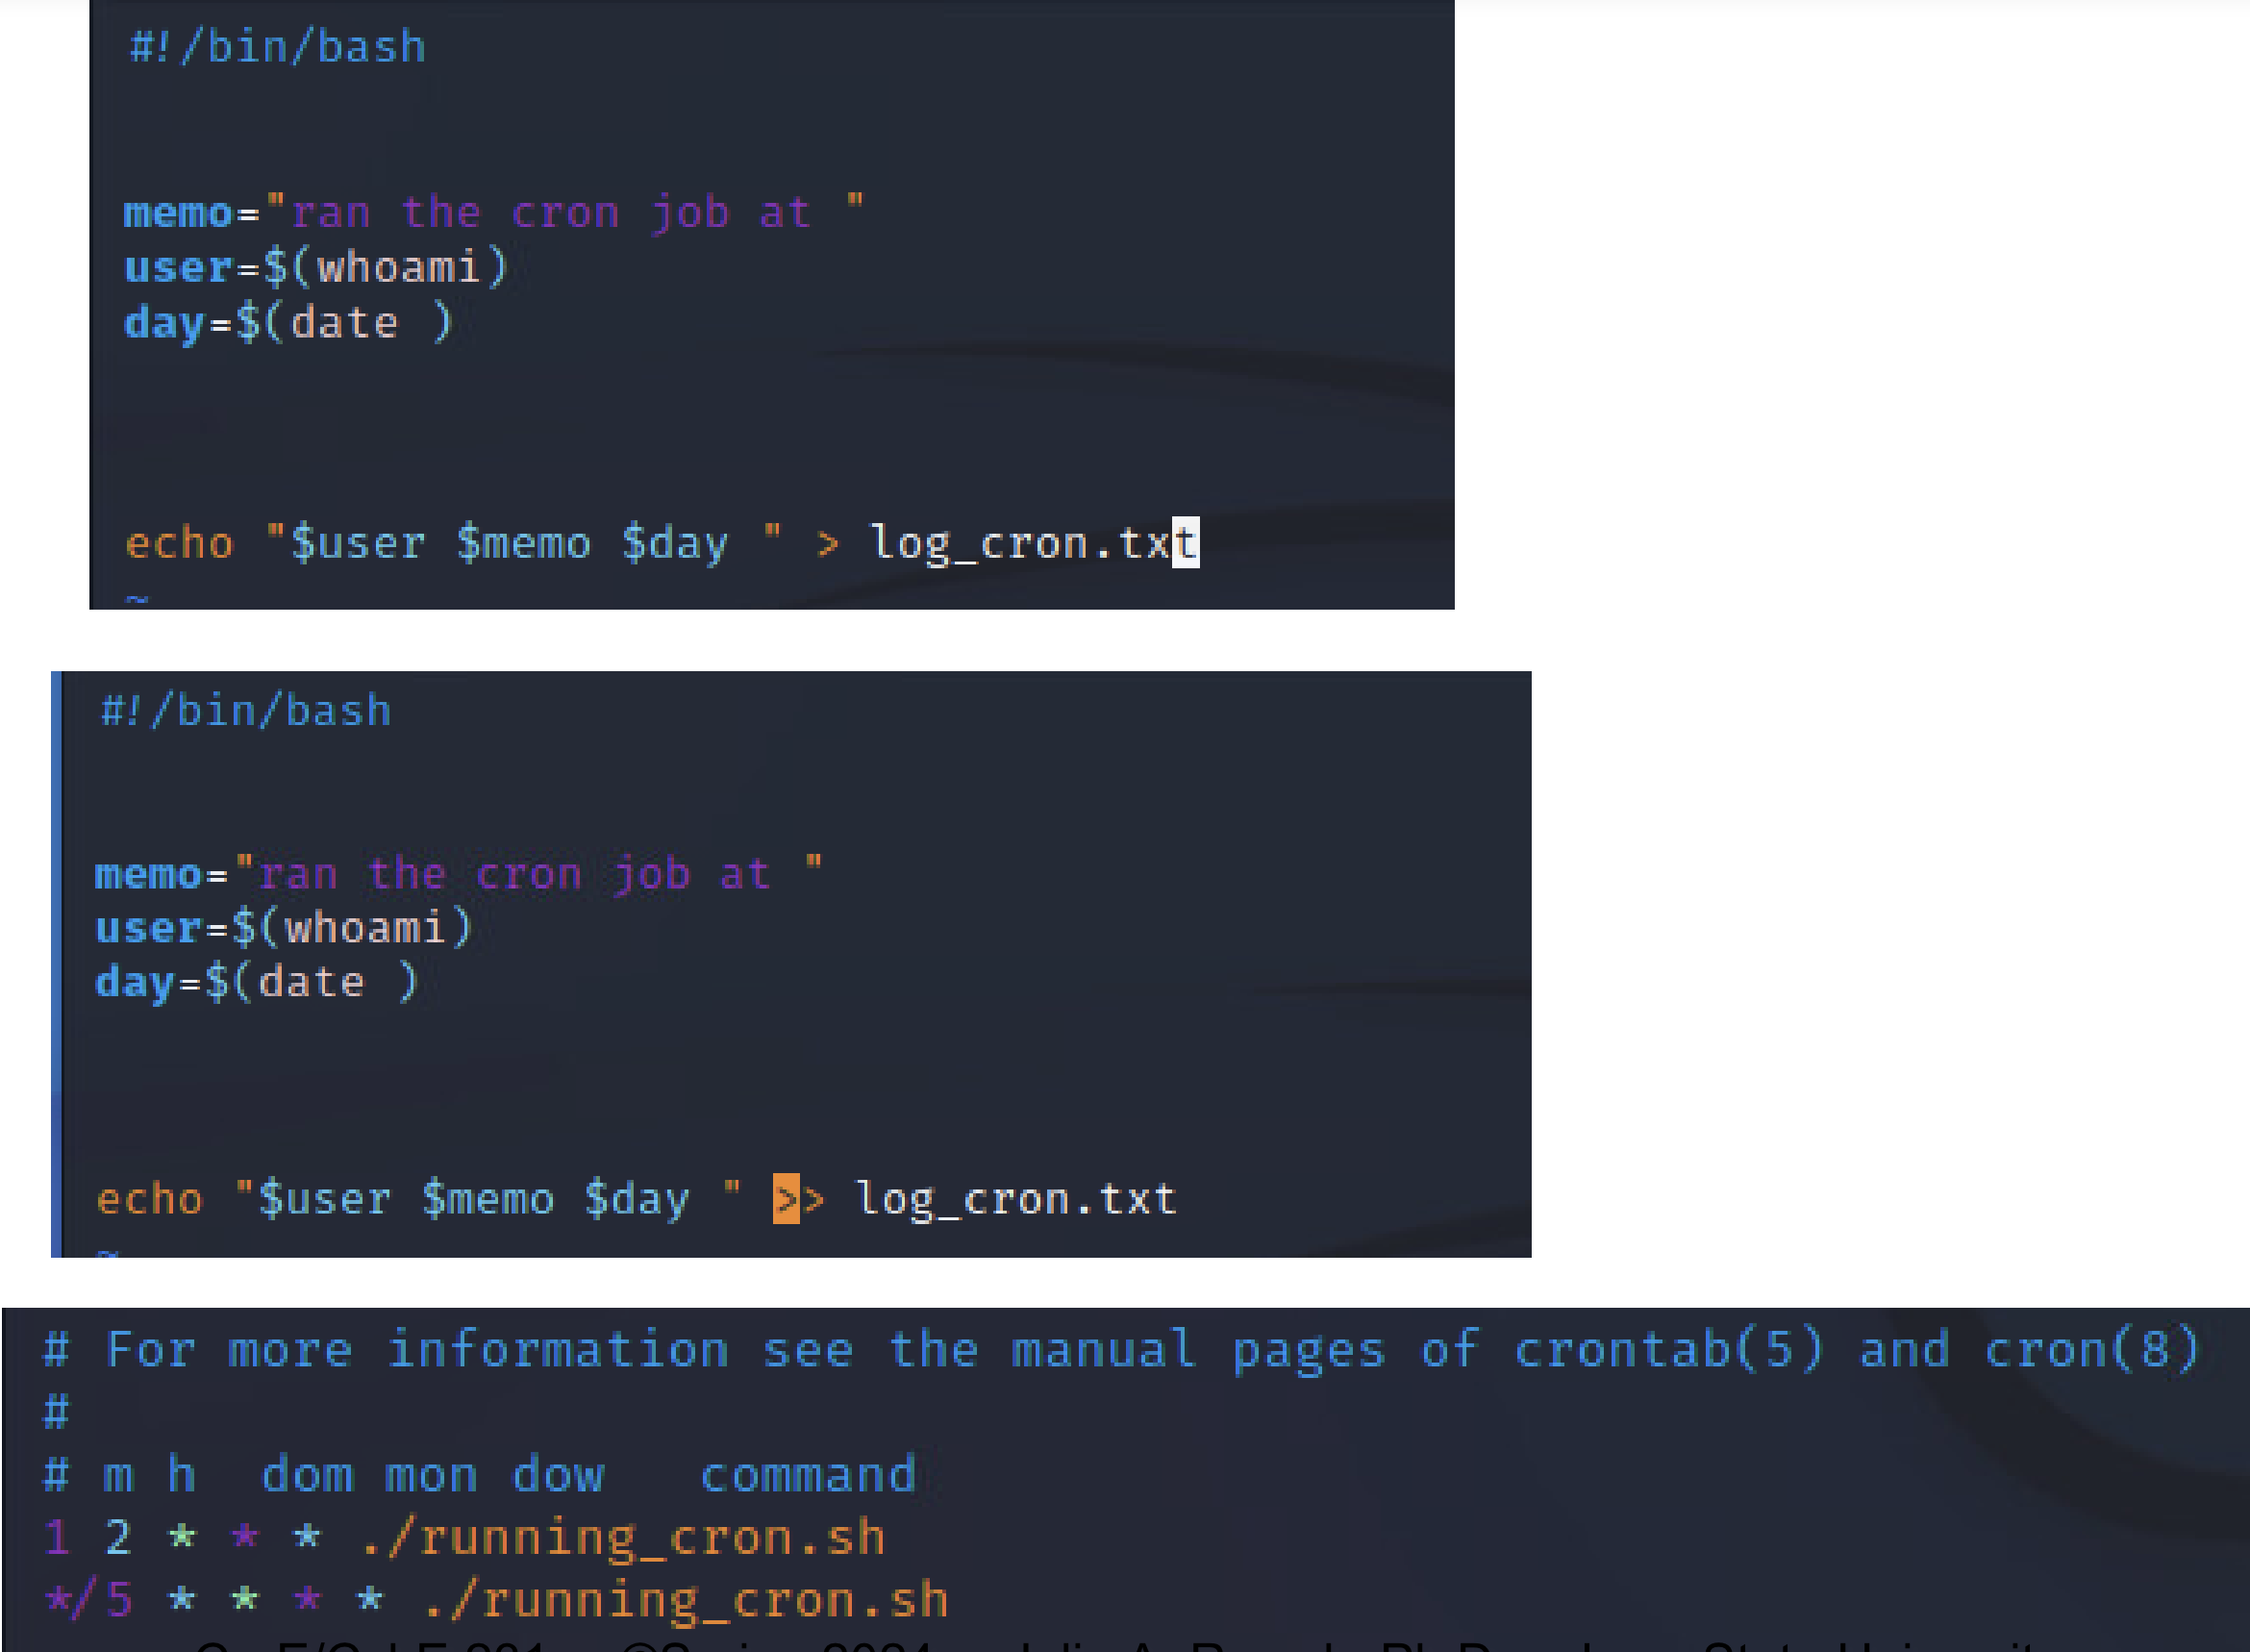 #!/bin/bash
memo="ran the cron job at "
user=$(whoami)
day=$(date )
echo "$user $memo $day " > log_cron.txt
~
#!/bin/bash
memo="ran the cron job at "
user=$(whoami)
day=$(date )
echo "$user $memo $day " >> log_cron.txt
~
# For more information see the manual pages of crontab(5) and cron(8)
#
# m h  dom mon dow   command
1 2 * * * ./running_cron.sh
*/5 * * * * ./running_cron.sh